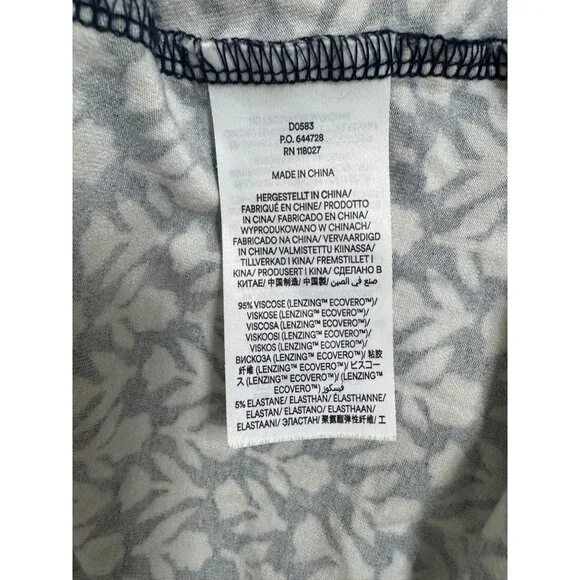 D0583
P.O. 644728
RN 118027
MADE IN CHINA
HERGESTELLT IN CHINA/
FABRIQUÉ EN CHINE/ PRODOTTO
IN CINA/ FABRICADO EN CHINA/
WYPRODUKOWANO W CHINACH/
FABRICADO NA CHINA/ VERVAARDIGD
IN CHINA/ VALMISTETTU KIINASSA/
TILLVERKAD I KINA/ FREMSTILLET I
KINA/ PRODUSERT I KINA/ СДЕЛАНО В
КИТАЕ/ 中国制造/ 中国製/ صنع في الصين/
95% VISCOSE (LENZING™ ECOVERO™)/
VISKOSE (LENZING™ ECOVERO™)/
VISCOSA (LENZING™ ECOVERO™)/
VISKOOSI (LENZING™ ECOVERO™)/
VISKOS (LENZING™ ECOVERO™)/
ВИСКОЗА (LENZING™ ECOVERO™)/ 粘胶
纤维 (LENZING™ ECOVERO™)/ ビスコー
ス (LENZING™ ECOVERO™)/ (LENZING™
ECOVERO™) فيسكوز/
5% ELASTANE/ ELASTHAN/ ÉLASTHANNE/
ELASTAN/ ELASTANO/ ELASTHAAN/
ELASTAANI/ ЭЛАСТАН/ 聚氨酯弹性纤维/ エ